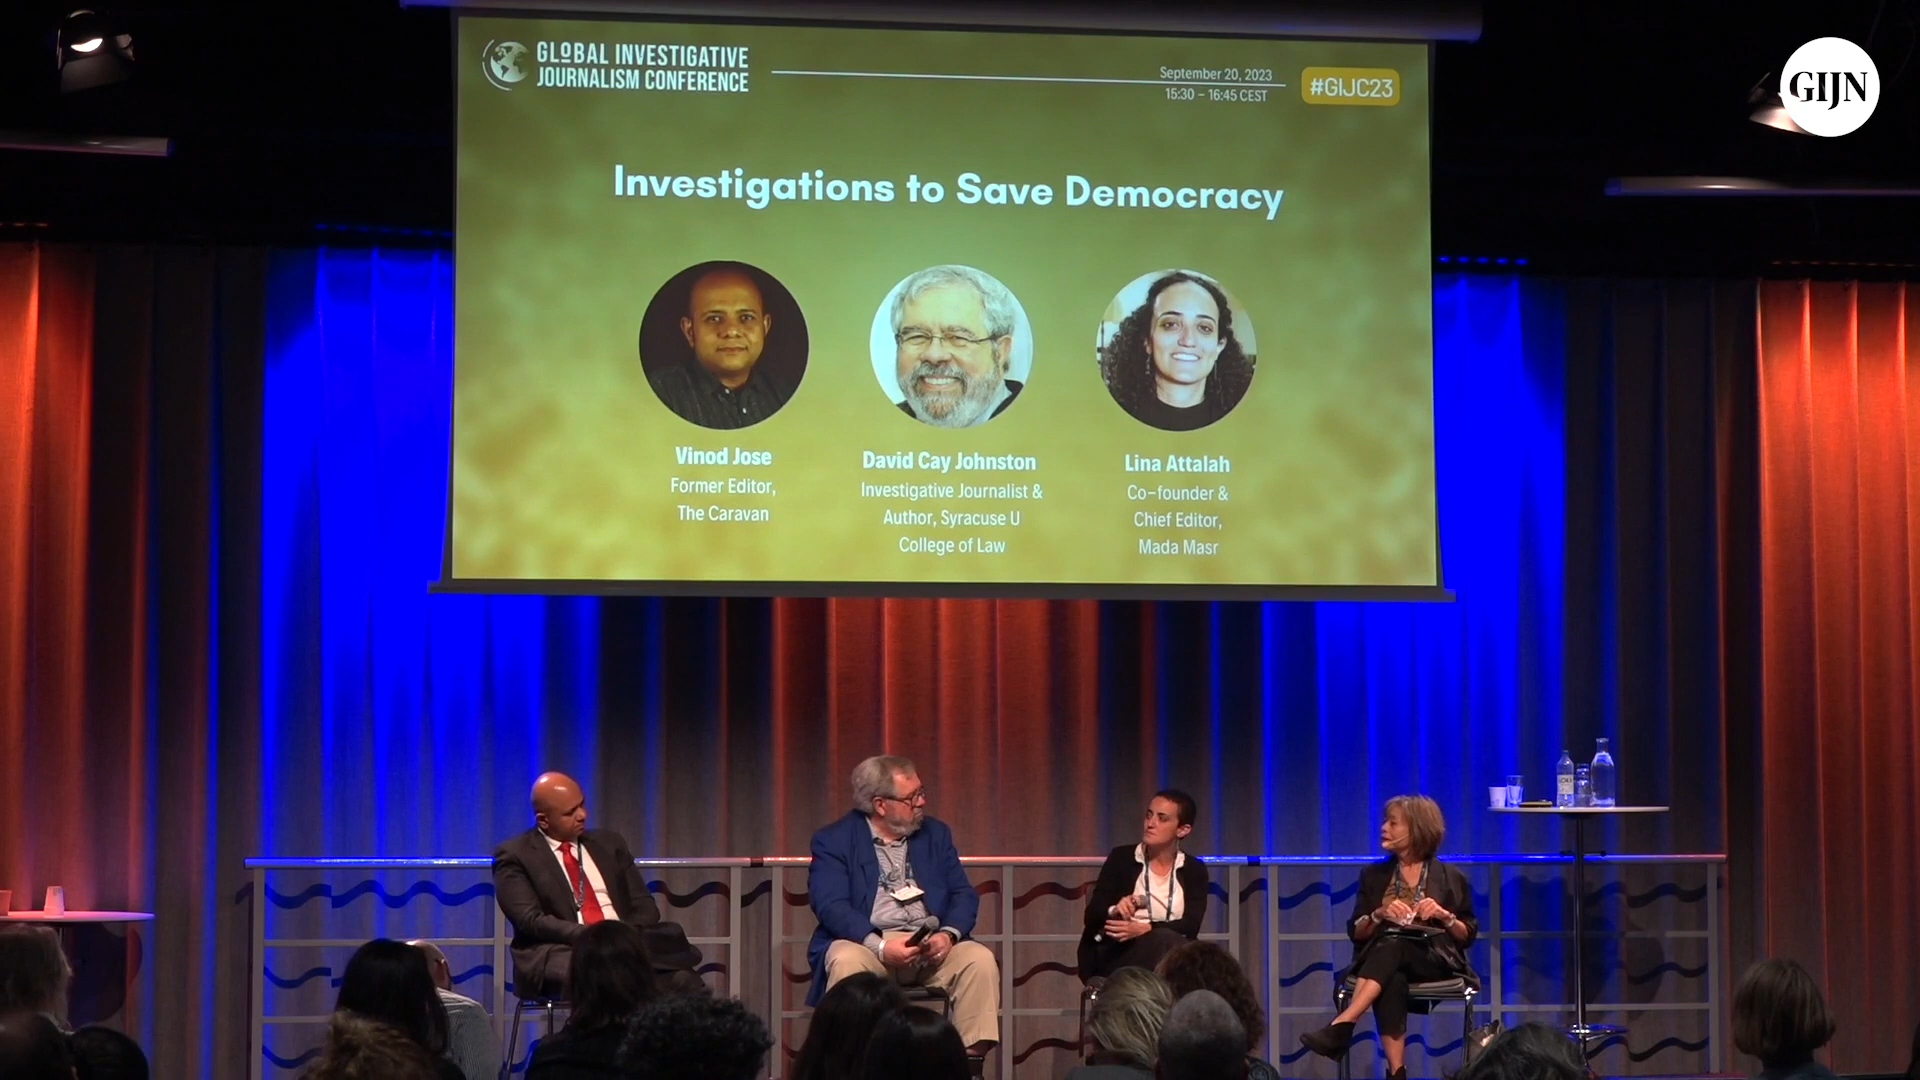 GLOBAL INVESTIGATIVE
JOURNALISM CONFERENCE
September 20, 2023
15:30 – 16:45 CEST
#GIJC23
GIJN
Investigations to Save Democracy
Vinod Jose
Former Editor,
The Caravan
David Cay Johnston
Investigative Journalist &
Author, Syracuse U
College of Law
Lina Attalah
Co–founder &
Chief Editor,
Mada Masr